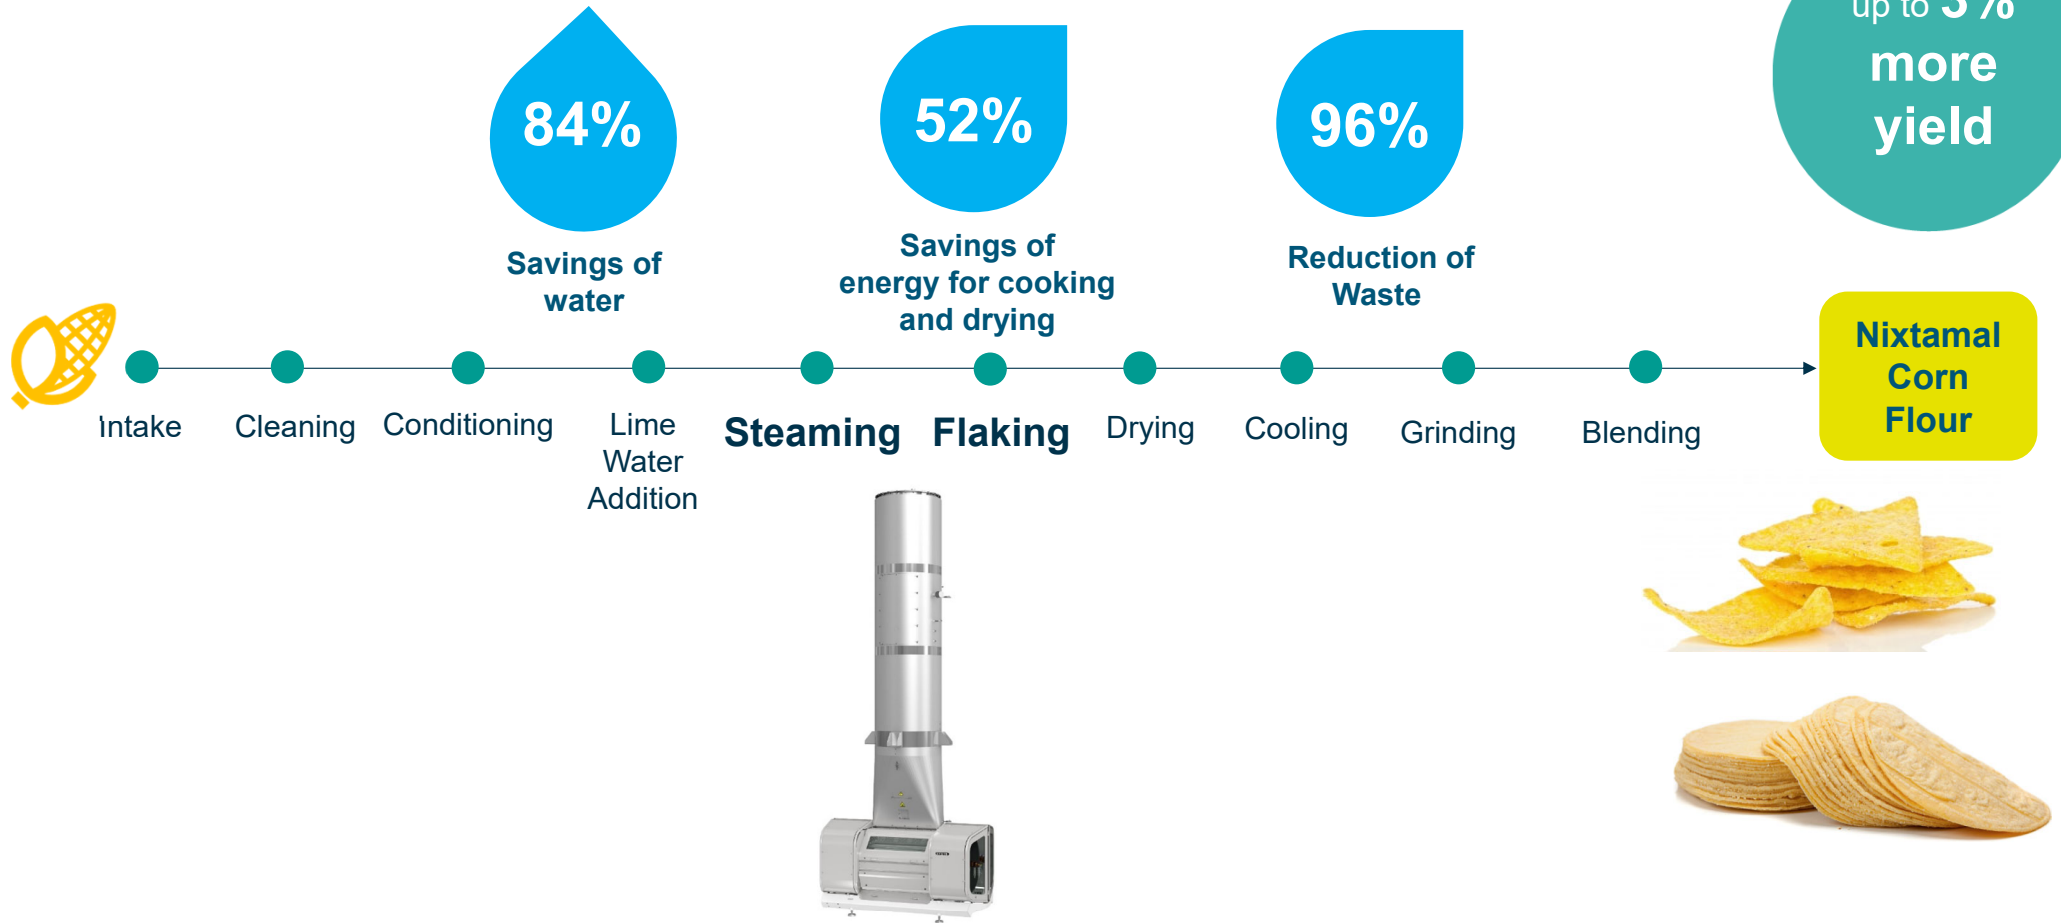 up to 3%
more
yield
84%
52%
96%
Savings of
water
Savings of
energy for cooking
and drying
Reduction of
Waste
Intake
Cleaning
Conditioning
Lime
Water
Addition
Steaming
Flaking
Drying
Cooling
Grinding
Blending
Nixtamal
Corn
Flour